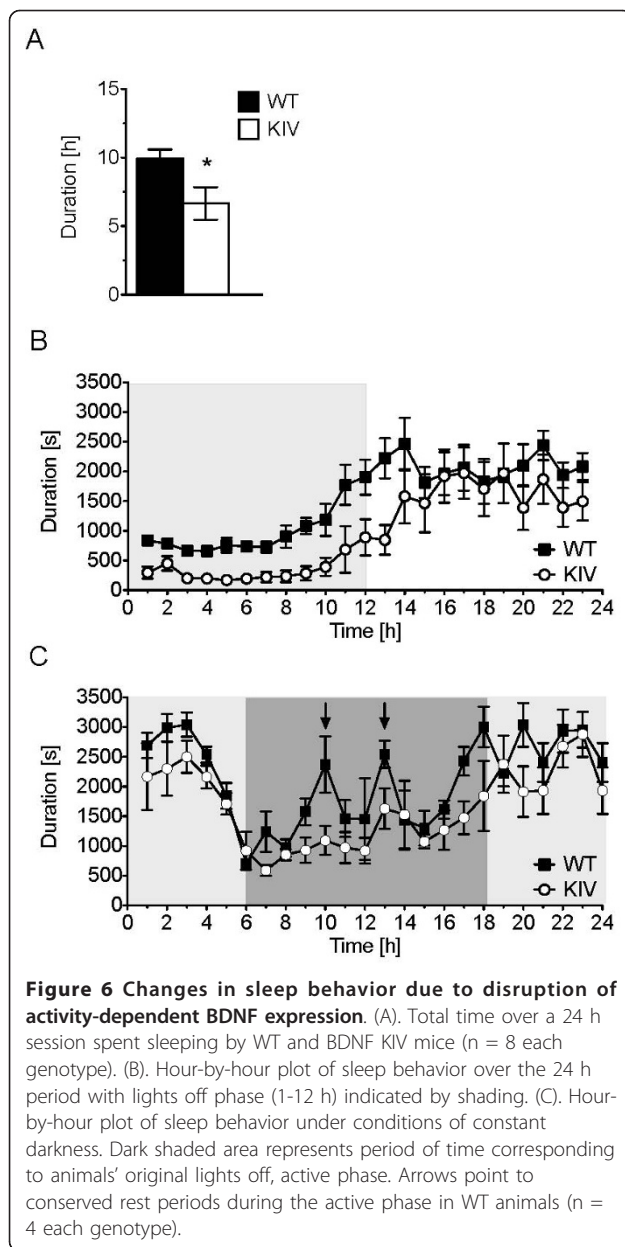 A
15
10
5
0
Duration [h]
WT
KIV
*
B
3500
3000
2500
2000
1500
1000
500
0
Duration [s]
0 2 4 6 8 10 12 14 16 18 20 22 24
Time [h]
WT
KIV
C
3500
3000
2500
2000
1500
1000
500
0
Duration [s]
0 2 4 6 8 10 12 14 16 18 20 22 24
Time [h]
WT
KIV
Figure 6 Changes in sleep behavior due to disruption of
activity-dependent BDNF expression. (A). Total time over a 24 h
session spent sleeping by WT and BDNF KIV mice (n = 8 each
genotype). (B). Hour-by-hour plot of sleep behavior over the 24 h
period with lights off phase (1-12 h) indicated by shading. (C). Hour-
by-hour plot of sleep behavior under conditions of constant
darkness. Dark shaded area represents period of time corresponding
to animals' original lights off, active phase. Arrows point to
conserved rest periods during the active phase in WT animals (n =
4 each genotype).